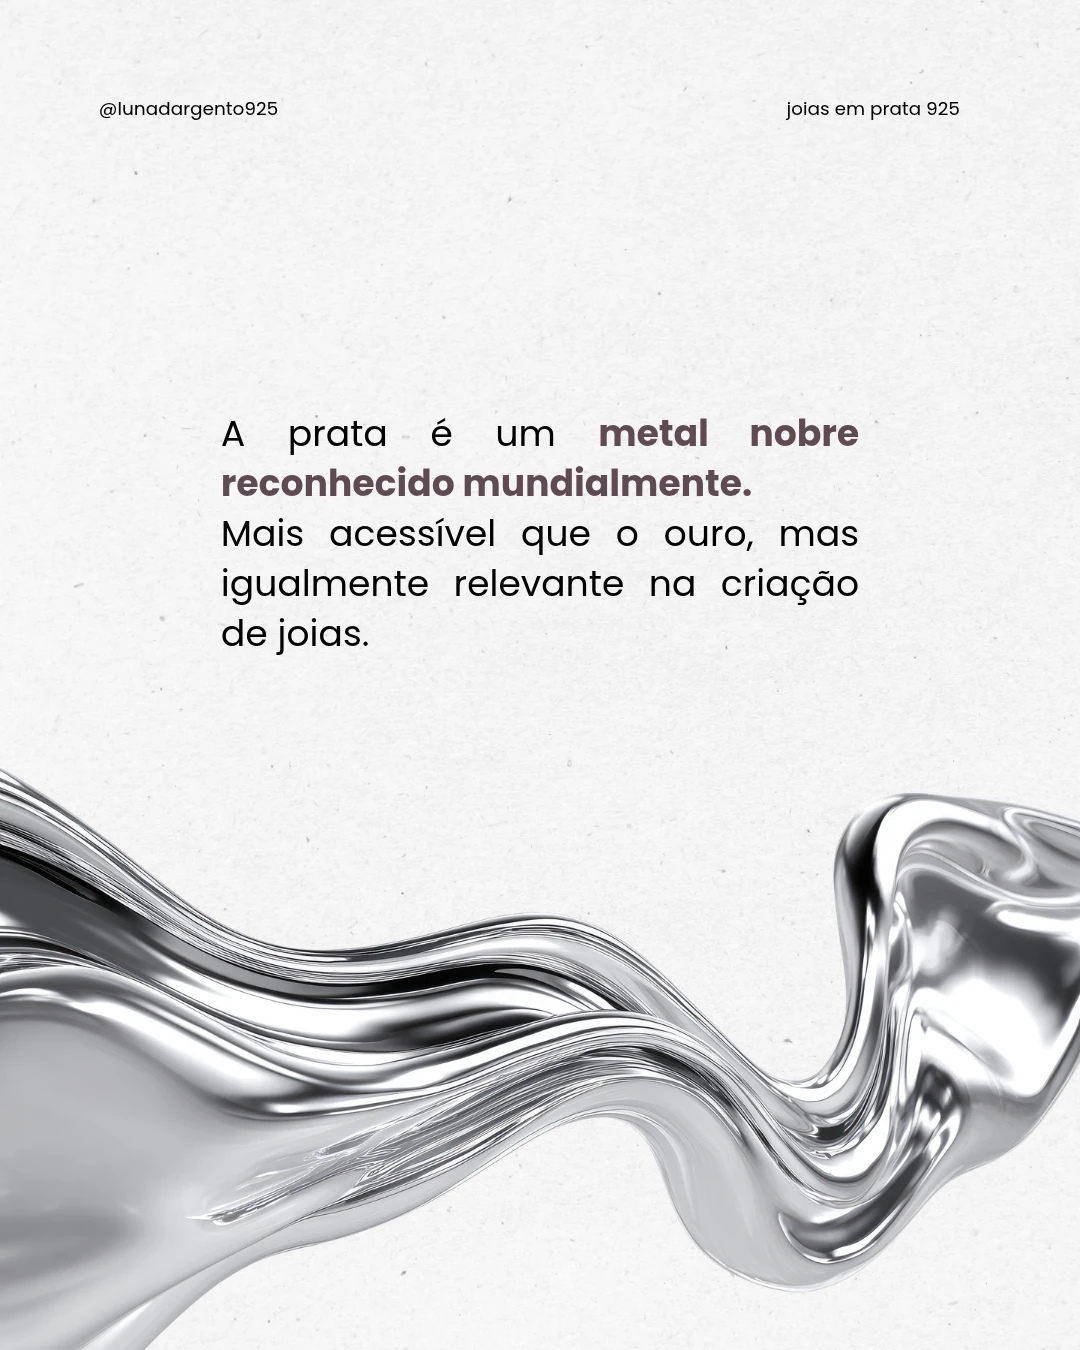 @lunadargento925
joias em prata 925
A prata é um metal nobre
reconhecido mundialmente.
Mais acessível que o ouro, mas
igualmente relevante na criação
de joias.